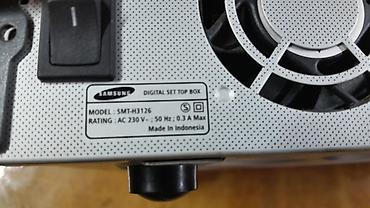 SAMSUNG DIGITAL SET TOP BOX
MODEL : SMT-H3126
RATING : AC 230 V~ ; 50 Hz ; 0.3 A Max
Made In Indonesia